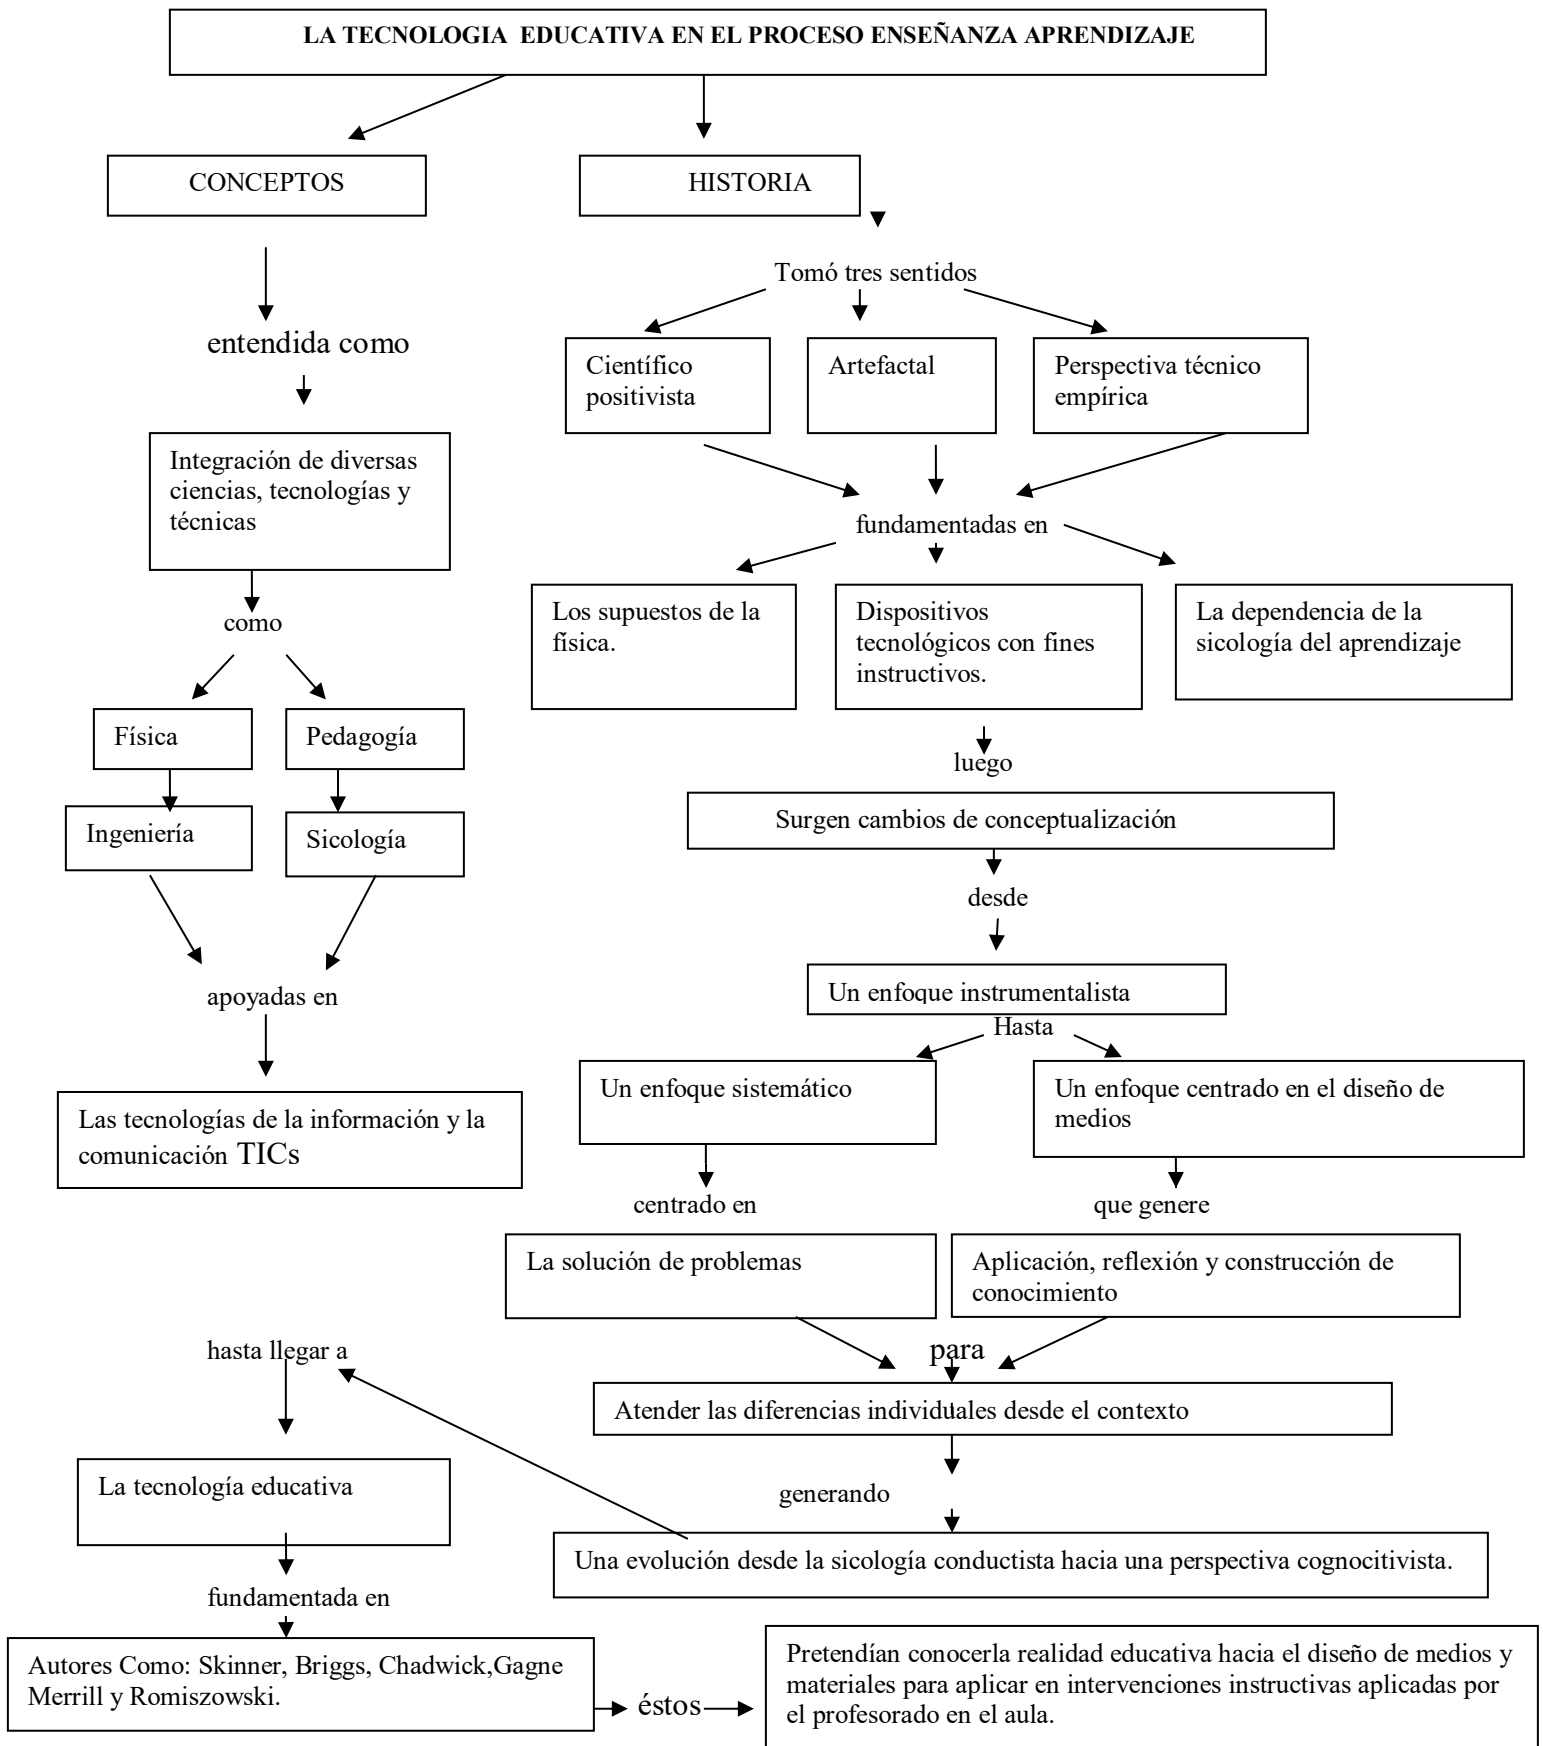 LA TECNOLOGIA EDUCATIVA EN EL PROCESO ENSEÑANZA APRENDIZAJE
CONCEPTOS
HISTORIA
Tomó tres sentidos
entendida como
Científico
positivista
Artefactal
Perspectiva técnico
empírica
Integración de diversas
ciencias, tecnologías y
técnicas
fundamentadas en
como
Los supuestos de la
física.
Dispositivos
tecnológicos con fines
instructivos.
La dependencia de la
sicología del aprendizaje
Física
Pedagogía
luego
Ingeniería
Sicología
Surgen cambios de conceptualización
desde
apoyadas en
Un enfoque instrumentalista
Hasta
Las tecnologías de la información y la
comunicación TICs
Un enfoque sistemático
Un enfoque centrado en el diseño de
medios
centrado en
que genere
La solución de problemas
Aplicación, reflexión y construcción de
conocimiento
hasta llegar a
para
Atender las diferencias individuales desde el contexto
La tecnología educativa
generando
Una evolución desde la sicología conductista hacia una perspectiva cognocitivista.
fundamentada en
Autores Como: Skinner, Briggs, Chadwick,Gagne
Merrill y Romiszowski.
éstos
Pretendían conocerla realidad educativa hacia el diseño de medios y
materiales para aplicar en intervenciones instructivas aplicadas por
el profesorado en el aula.